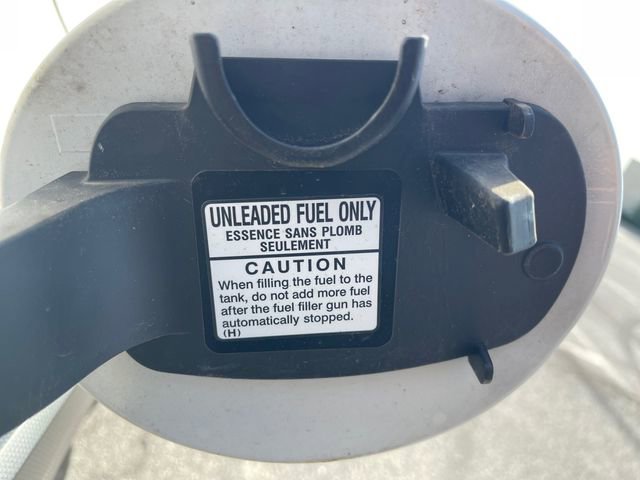 UNLEADED FUEL ONLY
ESSENCE SANS PLOMB
SEULEMENT
CAUTION
When filling the fuel to the
tank, do not add more fuel
after the fuel filler gun has
automatically stopped.
(H)